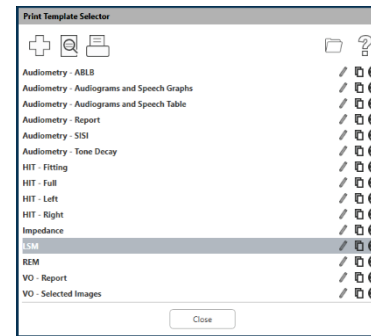 Print Template Selector
?
Audiometry - ABLB
Audiometry - Audiograms and Speech Graphs
Audiometry - Audiograms and Speech Table
Audiometry - Report
Audiometry - SISI
Audiometry - Tone Decay
HIT - Fitting
HIT - Full
HIT - Left
HIT - Right
Impedance
LSM
REM
VO - Report
VO - Selected Images
Close